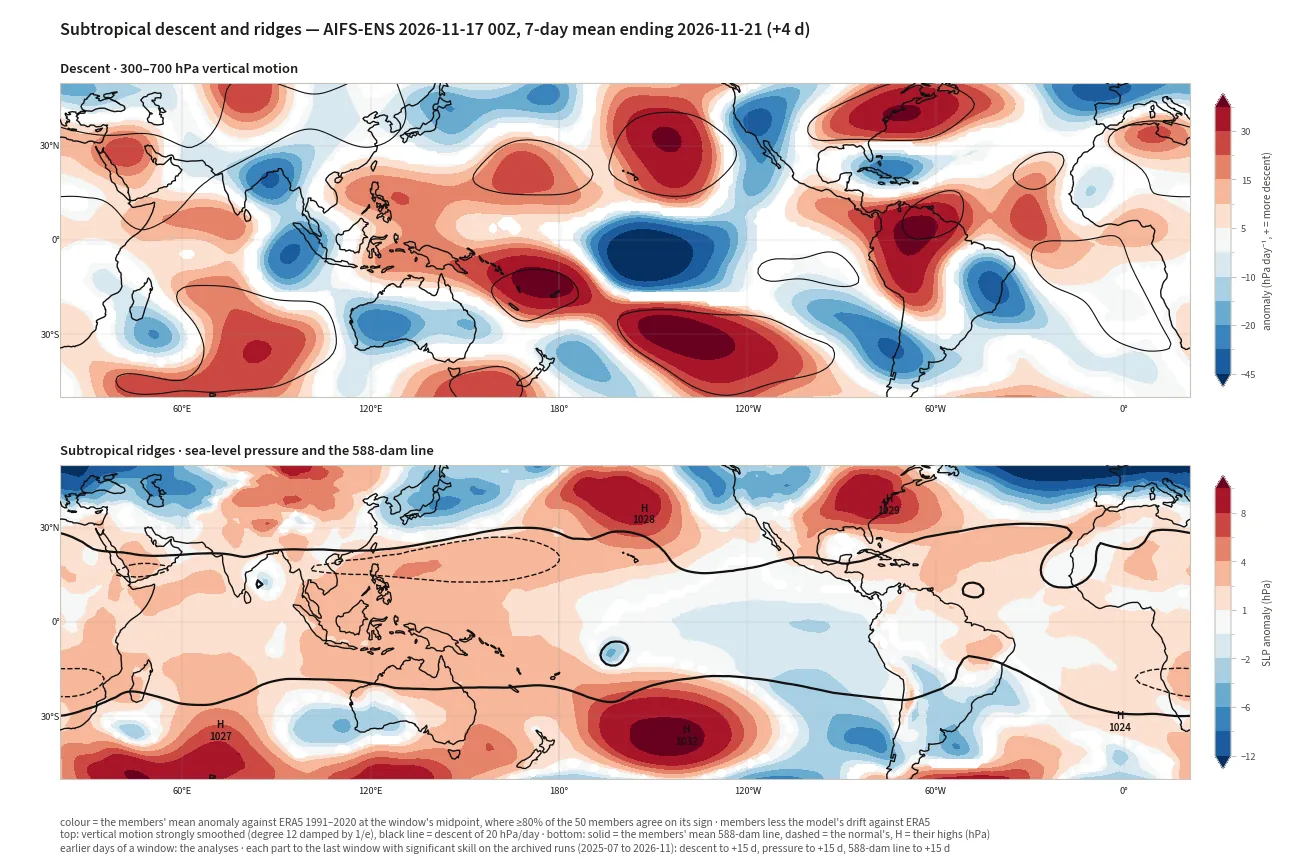 Subtropical descent and ridges — AIFS-ENS 2026-11-17 00Z, 7-day mean ending 2026-11-21 (+4 d)
Descent · 300–700 hPa vertical motion
30°N
0°
30°S
60°E
120°E
180°
120°W
60°W
0°
30
15
5
−10
−20
−45
anomaly (hPa day⁻¹, + = more descent)
Subtropical ridges · sea-level pressure and the 588-dam line
H
1028
H
1029
H
1027
H
1032
H
1024
30°N
0°
30°S
60°E
120°E
180°
120°W
60°W
0°
8
4
1
−2
−6
−12
SLP anomaly (hPa)
colour = the members' mean anomaly against ERA5 1991–2020 at the window's midpoint, where ≥80% of the 50 members agree on its sign · members less the model's drift against ERA5
top: vertical motion strongly smoothed (degree 12 damped by 1/e), black line = descent of 20 hPa/day · bottom: solid = the members' mean 588-dam line, dashed = the normal's, H = their highs (hPa)
earlier days of a window: the analyses · each part to the last window with significant skill on the archived runs (2025-07 to 2026-11): descent to +15 d, pressure to +15 d, 588-dam line to +15 d